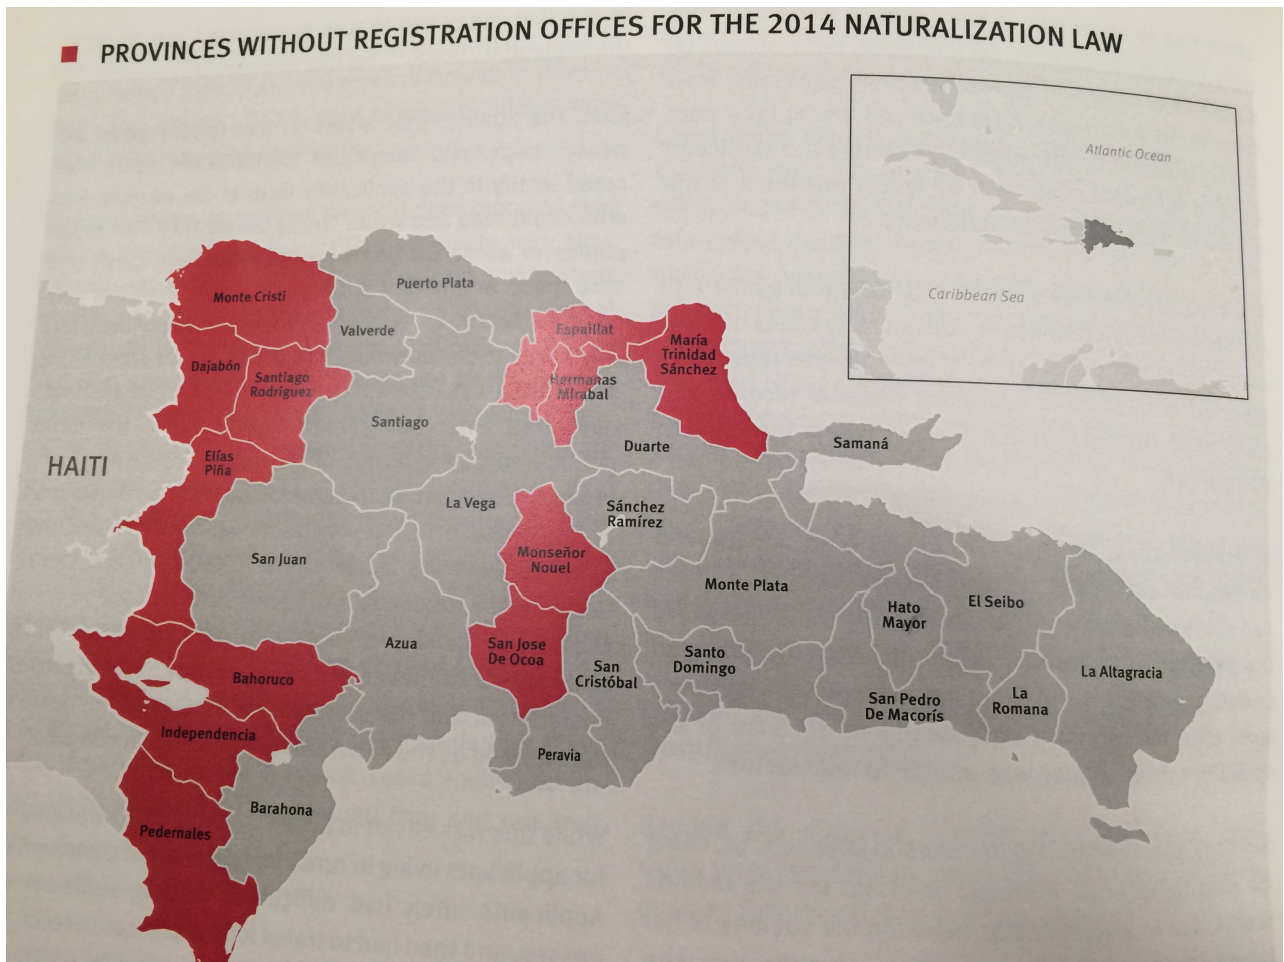 PROVINCES WITHOUT REGISTRATION OFFICES FOR THE 2014 NATURALIZATION LAW
Atlantic Ocean
Caribbean Sea
Puerto Plata
Monte Cristi
Valverde
Espaillat
María
Trinidad
Sánchez
Dajabón
Santiago
Rodríguez
Hermanas
Mirabal
Santiago
Samaná
Duarte
HAITI
Elías
Piña
La Vega
Sánchez
Ramírez
San Juan
Monseñor
Nouel
Monte Plata
El Seibo
Hato
Mayor
Azua
San Jose
De Ocoa
Santo
Domingo
San
Cristóbal
La Altagracia
Bahoruco
La
Romana
San Pedro
De Macorís
Independencia
Peravia
Barahona
Pedernales